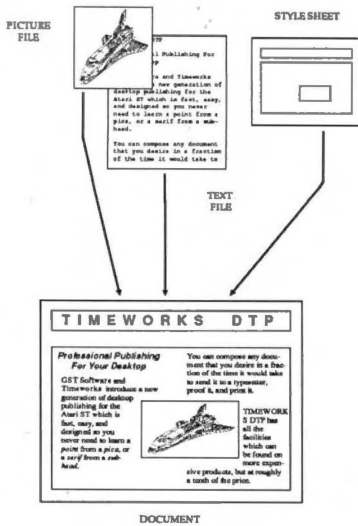 PICTURE
FILE
STYLE SHEET
l Publishing For
re and Timeworks
new generation of
desktop publishing for the
Atari ST which is fast, easy,
and designed so you never
need to learn a point from a
pica, or a serif from a sub-
head.
You can compose any document
that you desire in a fraction
of the time it would take to
TEXT
FILE
TIMEWORKS DTP
Professional Publishing
For Your Desktop
GST Software and
Timeworks introduce a new
generation of desktop
publishing for the
Atari ST which is
fast, easy, and
designed so you
never need to learn a
point from a pica, or
a serif from a sub-
head.
You can compose any docu-
ment that you desire in a frac-
tion of the time it would take
to send it to a typesetter,
proof it, and print it.
TIMEWORK
S DTP has
all the
facilities
which can
be found on
more expen-
sive products, but at roughly
a tenth of the price.
DOCUMENT